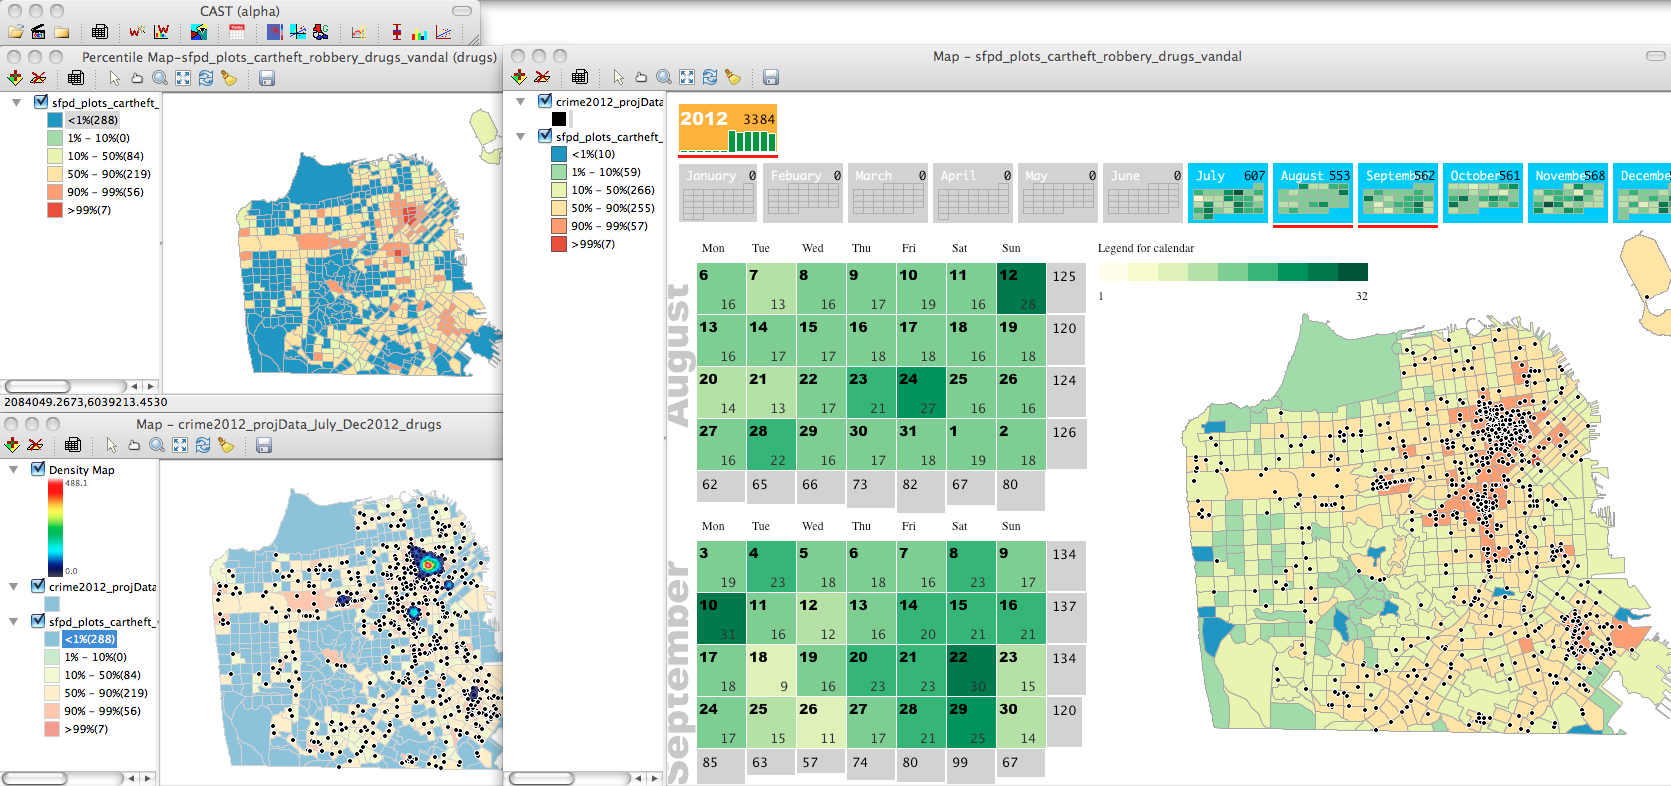 CAST (alpha)
Percentile Map-sfpd_plots_cartheft_robbery_drugs_vandal (drugs)
sfpd_plots_cartheft_
<1%(288)
1% - 10%(0)
10% - 50%(84)
50% - 90%(219)
90% - 99%(56)
>99%(7)
2084049.2673,6039213.4530
Map - crime2012_projData_July_Dec2012_drugs
Density Map
488.1
0.0
crime2012_projData
sfpd_plots_cartheft_
<1%(288)
1% - 10%(0)
10% - 50%(84)
50% - 90%(219)
90% - 99%(56)
>99%(7)
Map - sfpd_plots_cartheft_robbery_drugs_vandal
crime2012_projData
sfpd_plots_cartheft_
<1%(10)
1% - 10%(59)
10% - 50%(266)
50% - 90%(255)
90% - 99%(57)
>99%(7)
2012 3384
January 0 Febuary 0 March 0 April 0 May 0 June 0 July 607 August 553 September 562 October 561 November 568 Decembe
Mon Tue Wed Thu Fri Sat Sun
6 7 8 9 10 11 12 125
16 13 16 17 19 16 28
13 14 15 16 17 18 19 120
16 17 17 18 18 16 18
20 21 22 23 24 25 26 124
14 13 17 21 27 16 16
27 28 29 30 31 1 2 126
16 22 16 17 18 19 18
62 65 66 73 82 67 80
August
Mon Tue Wed Thu Fri Sat Sun
3 4 5 6 7 8 9 134
19 23 18 18 16 23 17
10 11 12 13 14 15 16 137
31 16 12 16 20 21 21
17 18 19 20 21 22 23 134
18 9 16 23 23 30 15
24 25 26 27 28 29 30 120
17 15 11 17 21 25 14
85 63 57 74 80 99 67
September
Legend for calendar
1 32